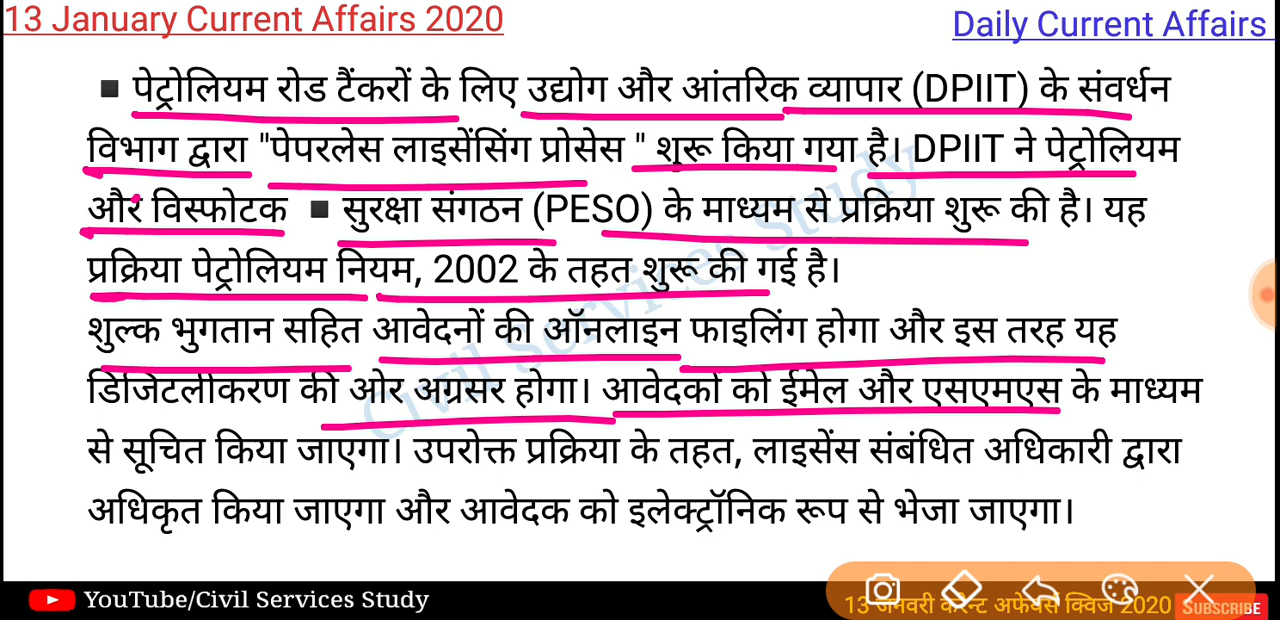 13 January Current Affairs 2020
Daily Current Affairs
▪ पेट्रोलियम रोड टैंकरों के लिए उद्योग और आंतरिक व्यापार (DPIIT) के संवर्धन
विभाग द्वारा "पेपरलेस लाइसेंसिंग प्रोसेस " शुरू किया गया है। DPIIT ने पेट्रोलियम
और विस्फोटक ▪ सुरक्षा संगठन (PESO) के माध्यम से प्रक्रिया शुरू की है। यह
प्रक्रिया पेट्रोलियम नियम, 2002 के तहत शुरू की गई है।
शुल्क भुगतान सहित आवेदनों की ऑनलाइन फाइलिंग होगा और इस तरह यह
डिजिटलीकरण की ओर अग्रसर होगा। आवेदकों को ईमेल और एसएमएस के माध्यम
से सूचित किया जाएगा। उपरोक्त प्रक्रिया के तहत, लाइसेंस संबंधित अधिकारी द्वारा
अधिकृत किया जाएगा और आवेदक को इलेक्ट्रॉनिक रूप से भेजा जाएगा।
Civil Services Study
YouTube/Civil Services Study
13 जनवरी करेन्ट अफेयर्स क्विज 2020
SUBSCRIBE